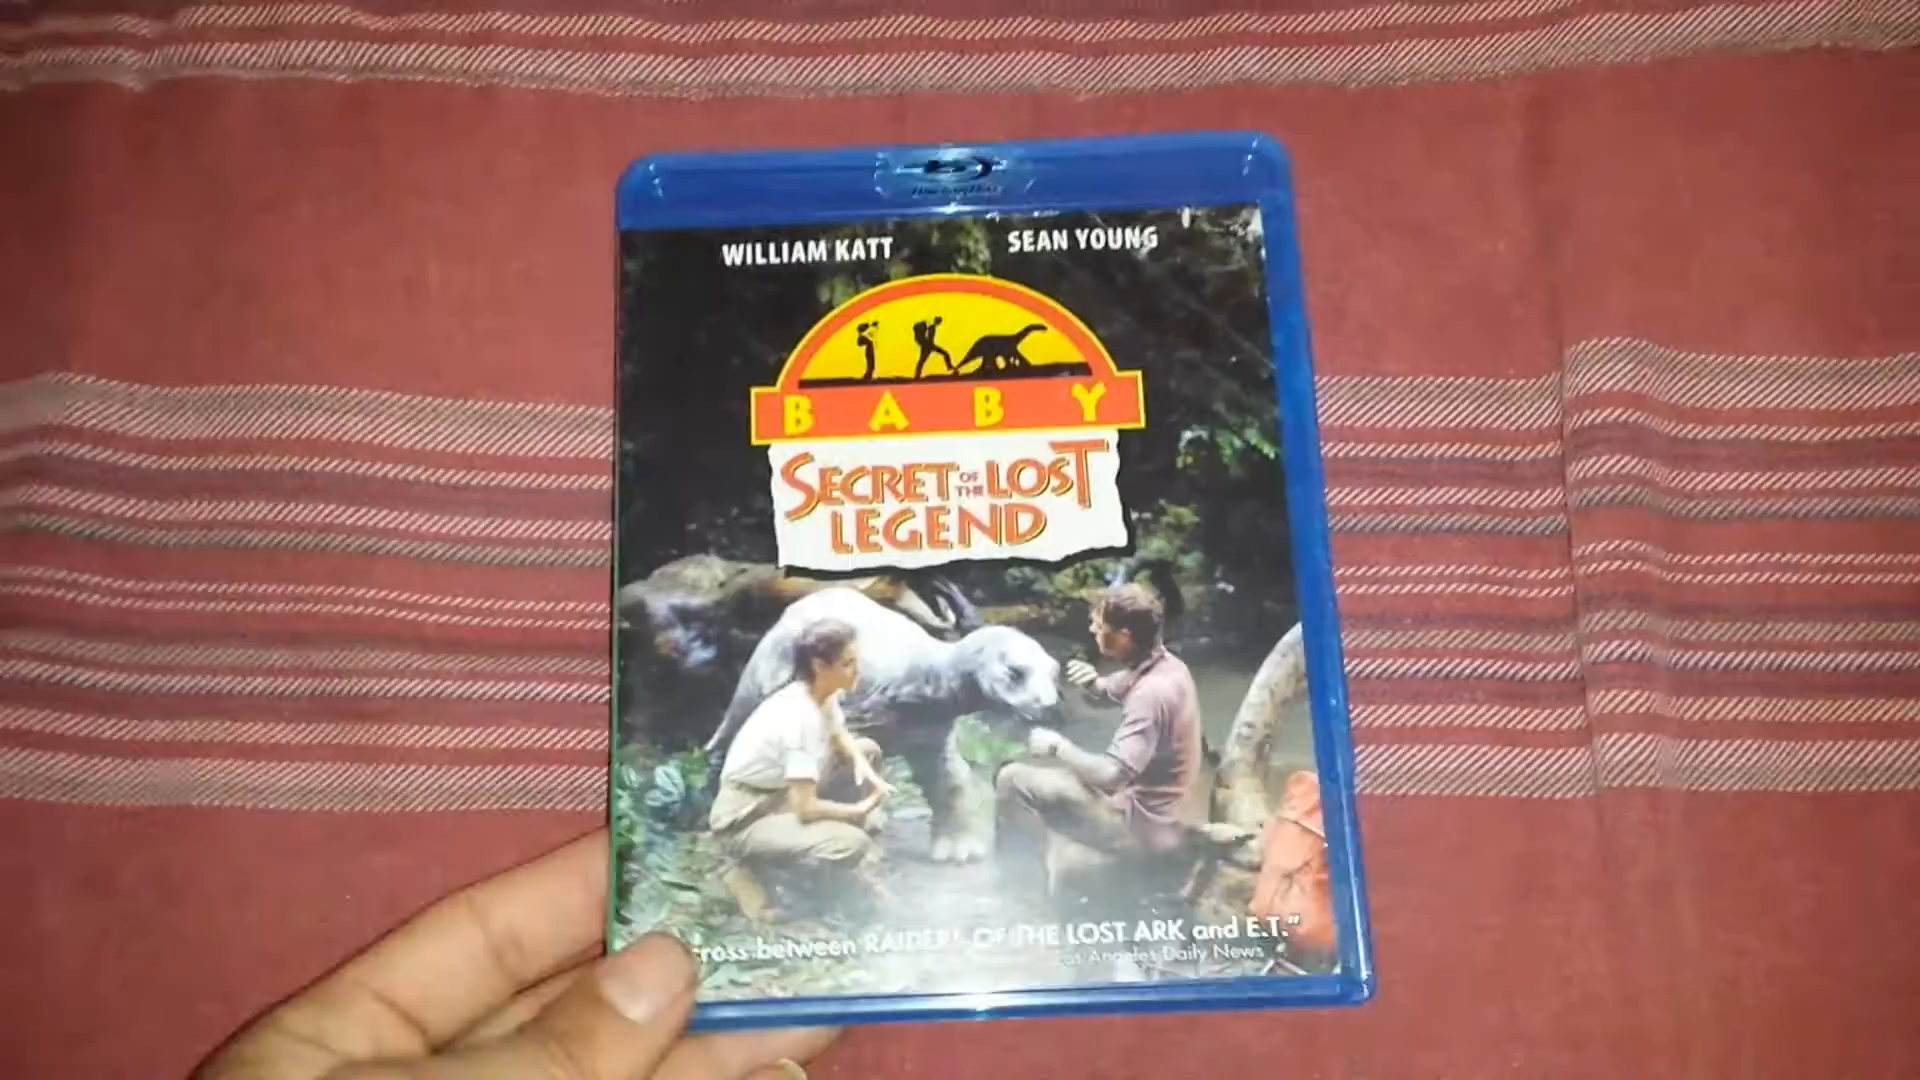 WILLIAM KATT SEAN YOUNG
BABY
SECRET OF THE LOST
LEGEND
cross between RAIDERS OF THE LOST ARK and E.T."
Los Angeles Daily News